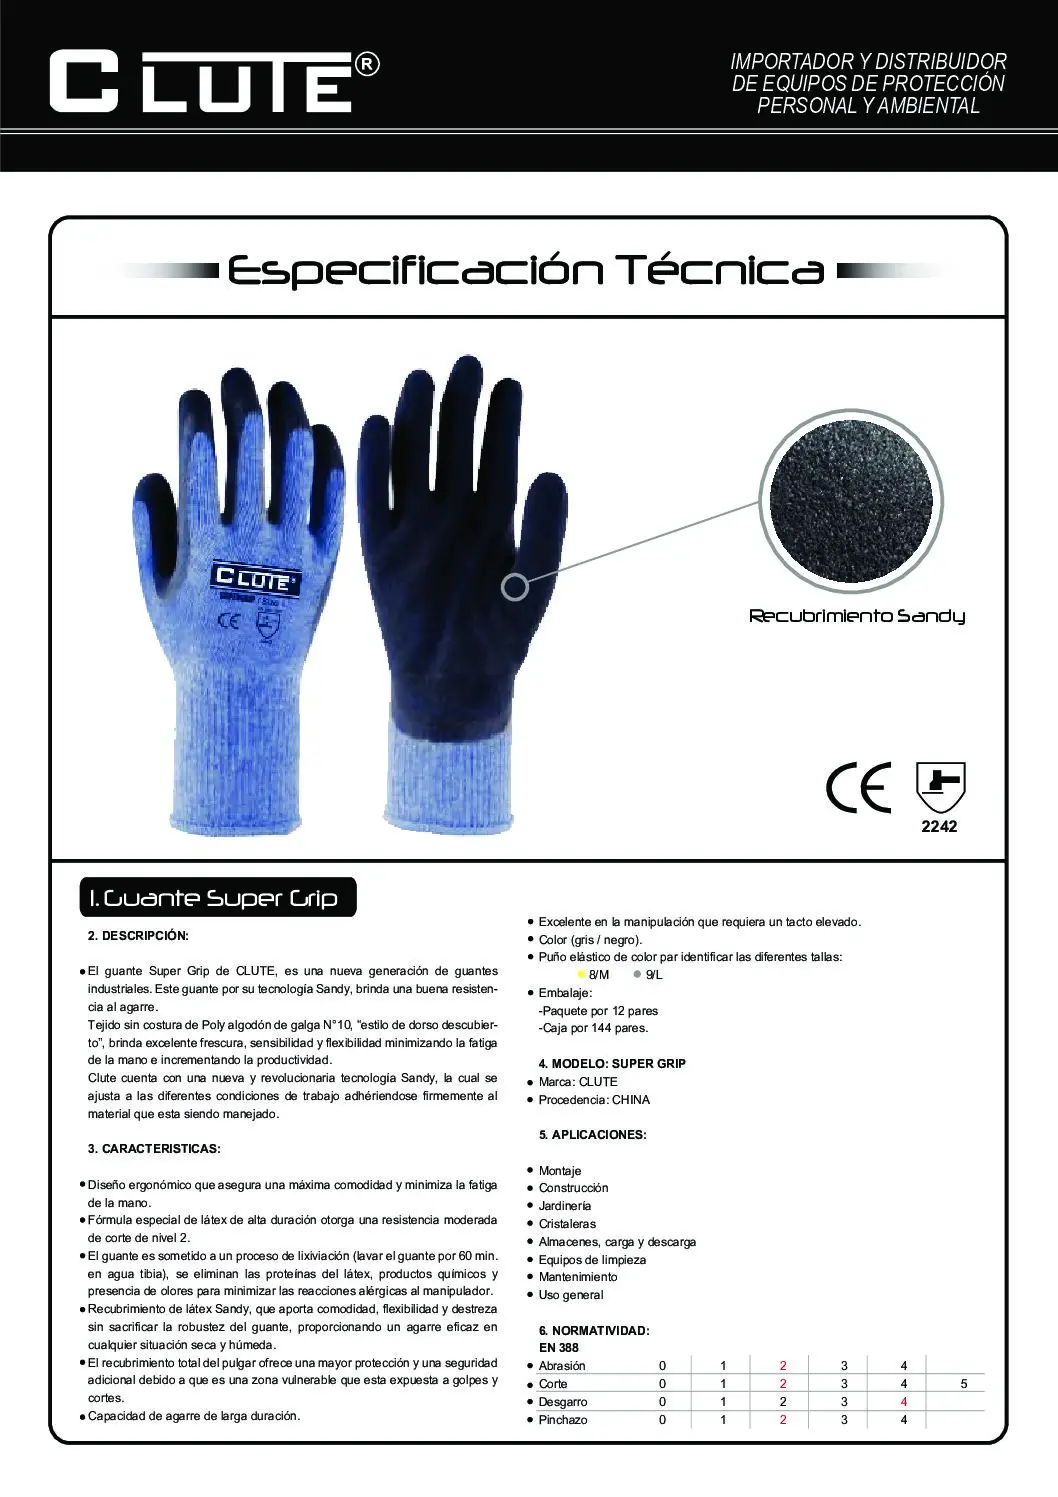 CLUTE®
IMPORTADOR Y DISTRIBUIDOR
DE EQUIPOS DE PROTECCIÓN
PERSONAL Y AMBIENTAL
Especificación Técnica
CLUTE®
CE
Recubrimiento Sandy
CE
2242
1. Guante Super Grip
2. DESCRIPCIÓN:
● El guante Super Grip de CLUTE, es una nueva generación de guantes
industriales. Este guante por su tecnología Sandy, brinda una buena resisten-
cia al agarre.
Tejido sin costura de Poly algodón de galga N°10, “estilo de dorso descubier-
to”, brinda excelente frescura, sensibilidad y flexibilidad minimizando la fatiga
de la mano e incrementando la productividad.
Clute cuenta con una nueva y revolucionaria tecnología Sandy, la cual se
ajusta a las diferentes condiciones de trabajo adhériendose firmemente al
material que esta siendo manejado.
3. CARACTERISTICAS:
● Diseño ergonómico que asegura una máxima comodidad y minimiza la fatiga
de la mano.
● Fórmula especial de látex de alta duración otorga una resistencia moderada
de corte de nivel 2.
● El guante es sometido a un proceso de lixiviación (lavar el guante por 60 min.
en agua tibia), se eliminan las proteínas del látex, productos químicos y
presencia de olores para minimizar las reacciones alérgicas al manipulador.
● Recubrimiento de látex Sandy, que aporta comodidad, flexibilidad y destreza
sin sacrificar la robustez del guante, proporcionando un agarre eficaz en
cualquier situación seca y húmeda.
● El recubrimiento total del pulgar ofrece una mayor protección y una seguridad
adicional debido a que es una zona vulnerable que esta expuesta a golpes y
cortes.
● Capacidad de agarre de larga duración.
● Excelente en la manipulación que requiera un tacto elevado.
● Color (gris / negro).
● Puño elástico de color par identificar las diferentes tallas:
● 8/M ● 9/L
● Embalaje:
-Paquete por 12 pares
-Caja por 144 pares.
4. MODELO: SUPER GRIP
● Marca: CLUTE
● Procedencia: CHINA
5. APLICACIONES:
● Montaje
● Construcción
● Jardinería
● Cristaleras
● Almacenes, carga y descarga
● Equipos de limpieza
● Mantenimiento
● Uso general
6. NORMATIVIDAD:
EN 388
● Abrasión 0 1 2 3 4
● Corte 0 1 2 3 4 5
● Desgarro 0 1 2 3 4
● Pinchazo 0 1 2 3 4